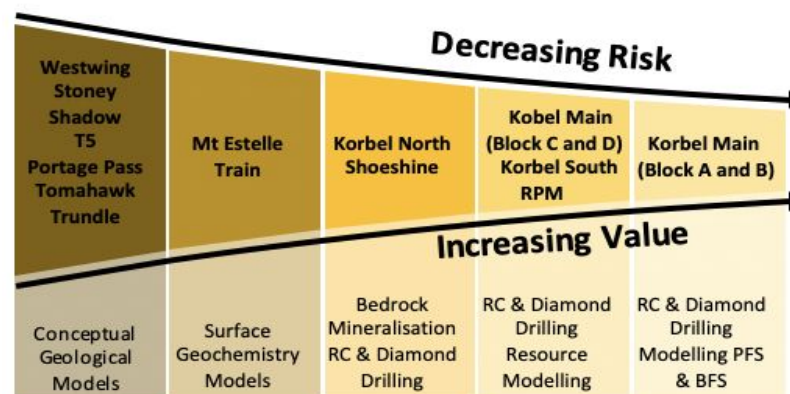 Decreasing Risk
Westwing
Stoney
Shadow
T5
Portage Pass
Tomahawk
Trundle
Mt Estelle
Train
Korbel North
Shoeshine
Kobel Main
(Block C and D)
Korbel South
RPM
Korbel Main
(Block A and B)
Increasing Value
Conceptual
Geological
Models
Surface
Geochemistry
Models
Bedrock
Mineralisation
RC & Diamond
Drilling
RC & Diamond
Drilling
Resource
Modelling
RC & Diamond
Drilling
Modelling PFS
& BFS